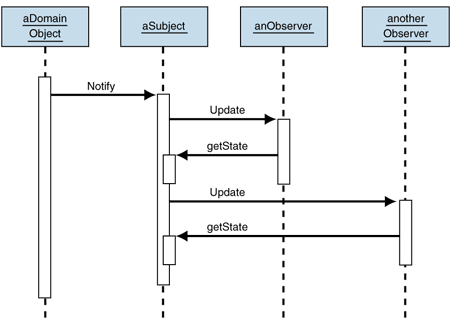 aDomain
Object
aSubject
anObserver
another
Observer
Notify
Update
getState
Update
getState